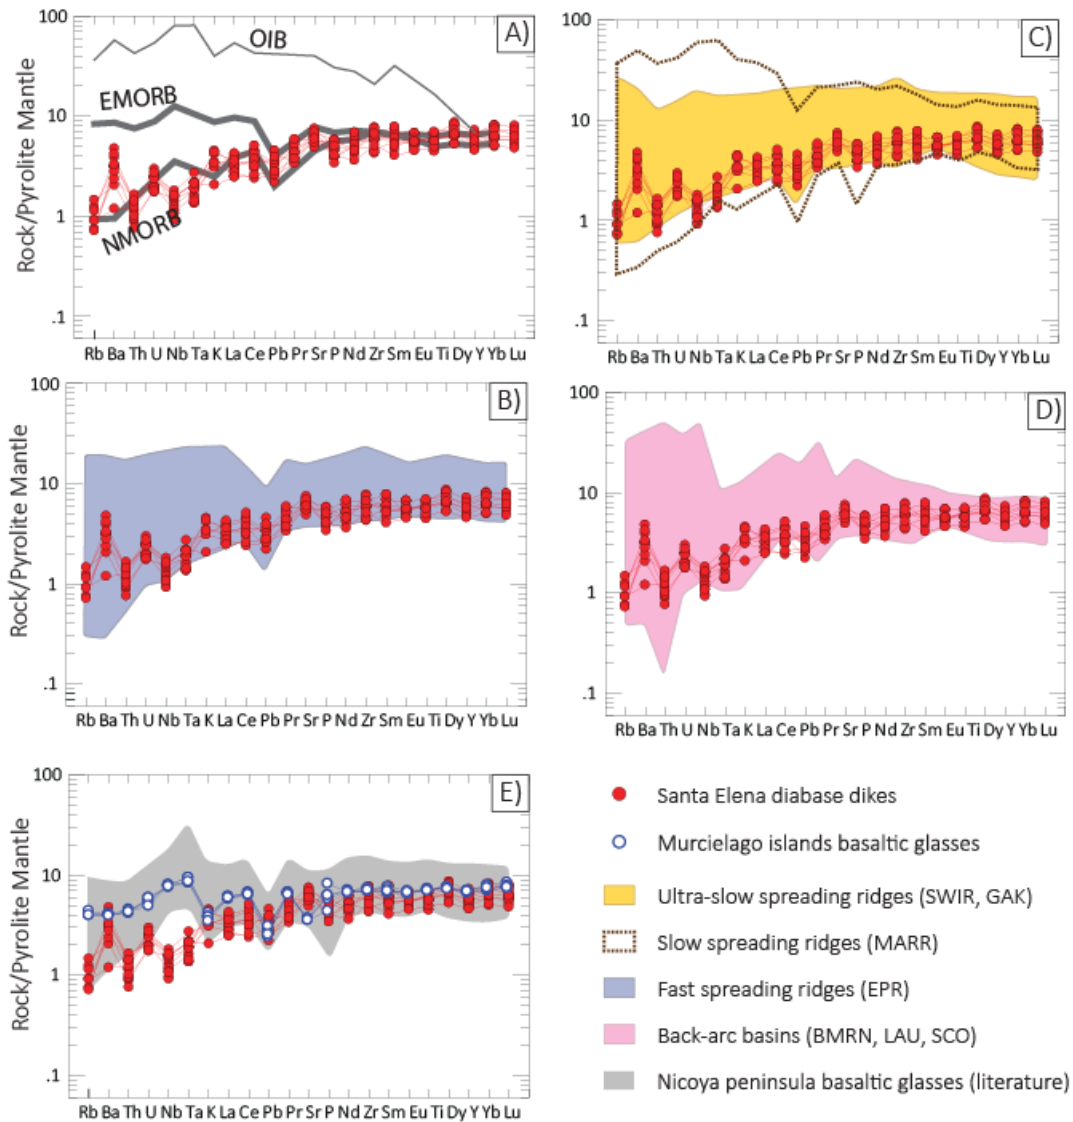 A)
Rock/Pyrolite Mantle
100
10
1
.1
OIB
EMORB
NMORB
Rb Ba Th U Nb Ta K La Ce Pb Pr Sr P Nd Zr Sm Eu Ti Dy Y Yb Lu
C)
100
10
1
.1
Rb Ba Th U Nb Ta K La Ce Pb Pr Sr P Nd Zr Sm Eu Ti Dy Y Yb Lu
B)
Rock/Pyrolite Mantle
100
10
1
.1
Rb Ba Th U Nb Ta K La Ce Pb Pr Sr P Nd Zr Sm Eu Ti Dy Y Yb Lu
D)
100
10
1
.1
Rb Ba Th U Nb Ta K La Ce Pb Pr Sr P Nd Zr Sm Eu Ti Dy Y Yb Lu
E)
Rock/Pyrolite Mantle
100
10
1
.1
Rb Ba Th U Nb Ta K La Ce Pb Pr Sr P Nd Zr Sm Eu Ti Dy Y Yb Lu
Santa Elena diabase dikes
Murcielago islands basaltic glasses
Ultra-slow spreading ridges (SWIR, GAK)
Slow spreading ridges (MARR)
Fast spreading ridges (EPR)
Back-arc basins (BMRN, LAU, SCO)
Nicoya peninsula basaltic glasses (literature)